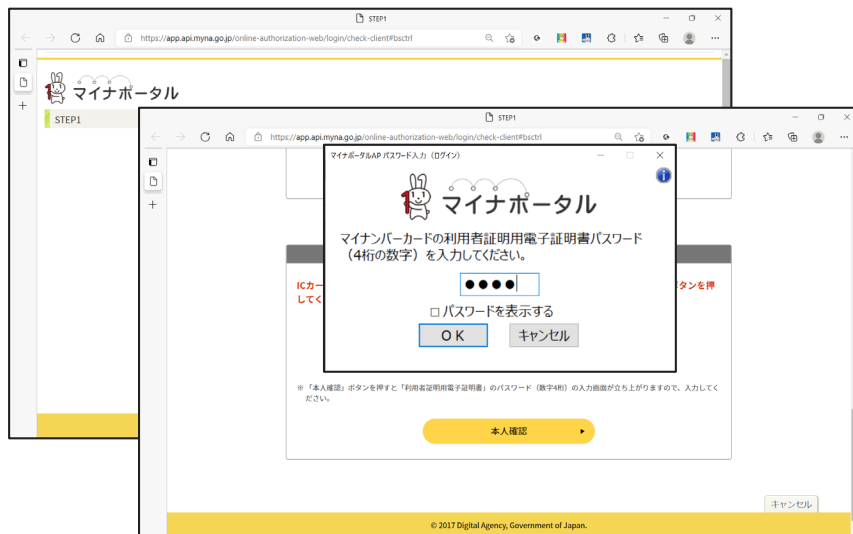 STEP1
https://app.api.myna.go.jp/online-authorization-web/login/check-client#bsctrl
マイナポータル
STEP1
STEP1
https://app.api.myna.go.jp/online-authorization-web/login/check-client#bsctrl
マイナポータルAP パスワード入力 (ログイン)
マイナポータル
マイナンバーカードの利用者証明用電子証明書パスワード
(4桁の数字) を入力してください。
●●●●
パスワードを表示する
OK
キャンセル
ICカー
タンを押
してく
※ 「本人確認」ボタンを押すと「利用者証明用電子証明書」のパスワード (数字4桁) の入力画面が立ち上がりますので、入力してく
ださい。
本人確認
キャンセル
© 2017 Digital Agency, Government of Japan.